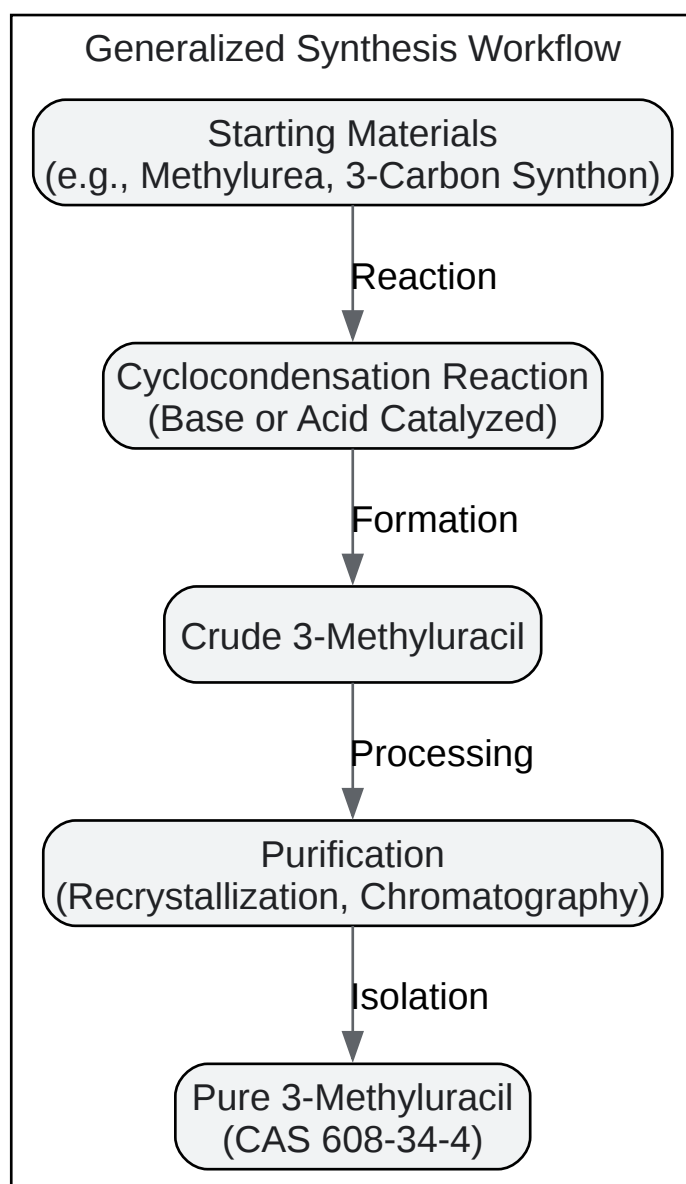 Generalized Synthesis Workflow
Starting Materials
(e.g., Methylurea, 3-Carbon Synthon)
Reaction
Cyclocondensation Reaction
(Base or Acid Catalyzed)
Formation
Crude 3-Methyluracil
Processing
Purification
(Recrystallization, Chromatography)
Isolation
Pure 3-Methyluracil
(CAS 608-34-4)